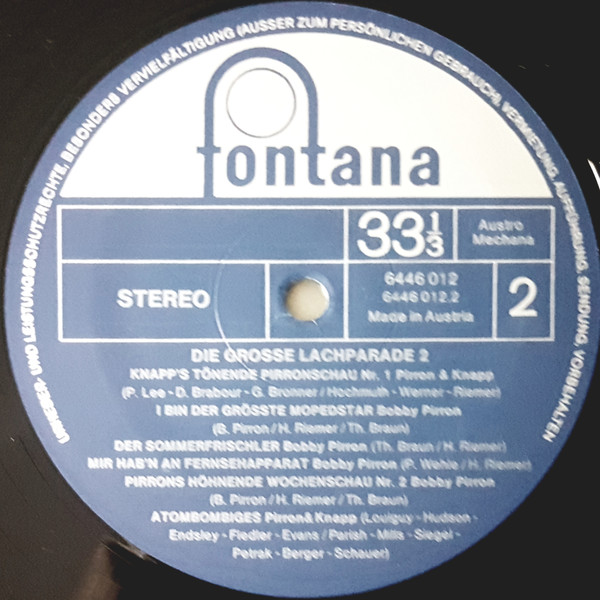 URHEBER- UND LEISTUNGSSCHUTZRECHTE, BESONDERS VERVIELFÄLTIGUNG (AUSSER ZUM PERSÖNLICHEN GEBRAUCH), VERMIETUNG, AUFFÜHRUNG, SENDUNG, VORBEHALTEN
fontana
33 1/3
Austro
Mechana
STEREO
6446 012
6446 012.2
Made in Austria
2
DIE GROSSE LACHPARADE 2
KNAPP'S TÖNENDE PIRRONSCHAU Nr. 1 Pirron & Knapp
(P. Lee - D. Brabour - G. Bronner / Hochmuth - Werner - Riemer)
I BIN DER GRÖSSTE MOPEDSTAR Bobby Pirron
(B. Pirron / H. Riemer / Th. Braun)
DER SOMMERFRISCHLER Bobby Pirron (Th. Braun / H. Riemer)
MIR HAB'N AN FERNSEHAPPARAT Bobby Pirron (P. Wehle / H. Riemer)
PIRRONS HÖHNENDE WOCHENSCHAU Nr. 2 Bobby Pirron
(B. Pirron / H. Riemer / Th. Braun)
ATOMBOMBIGES Pirron & Knapp (Louiguy - Hudson -
Endsley - Fiedler - Evans / Parish - Mills - Siegel -
Petrak - Berger - Schauer)